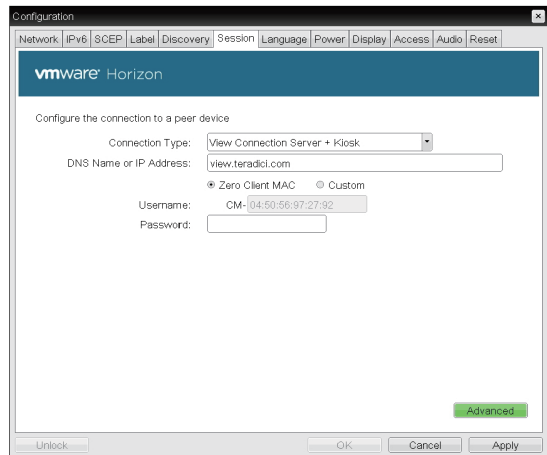 Configuration
Network IPv6 SCEP Label Discovery Session Language Power Display Access Audio Reset
vmware® Horizon
Configure the connection to a peer device
Connection Type: View Connection Server + Kiosk
DNS Name or IP Address: view.teradici.com
Zero Client MAC Custom
Username: CM- 04:50:56:97:27:92
Password:
Advanced
Unlock OK Cancel Apply